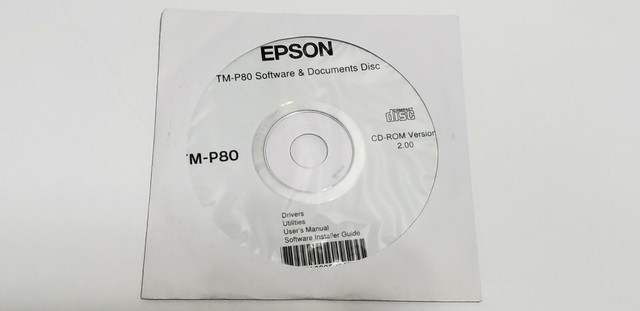 EPSON
TM-P80 Software & Documents Disc
COMPACT
disc
CD-ROM Version
2.00
TM-P80
Drivers
Utilities
User's Manual
Software Installer Guide